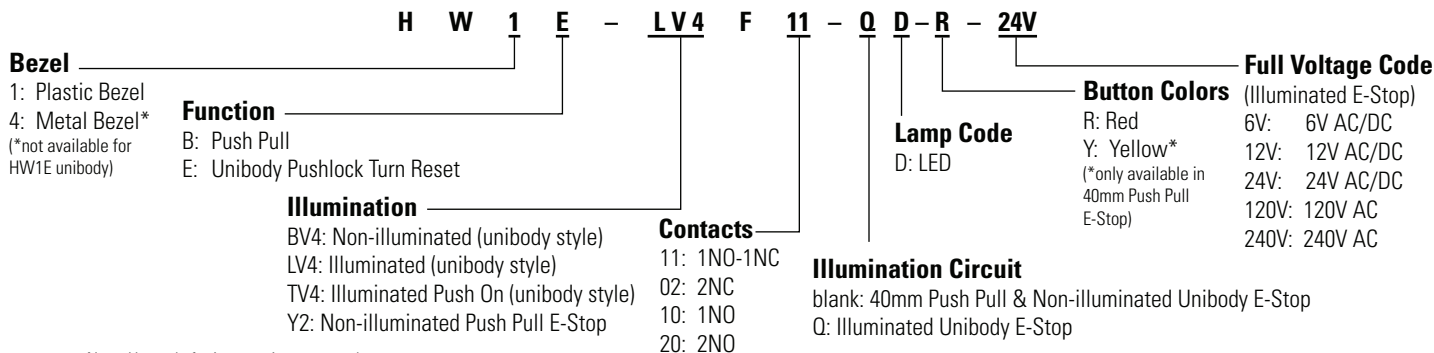 H W 1 E – LV4 F 11 – Q D – R – 24V
Bezel
1: Plastic Bezel
4: Metal Bezel*
(*not available for
HW1E unibody)
Function
B: Push Pull
E: Unibody Pushlock Turn Reset
Illumination
BV4: Non-illuminated (unibody style)
LV4: Illuminated (unibody style)
TV4: Illuminated Push On (unibody style)
Y2: Non-illuminated Push Pull E-Stop
Contacts
11: 1NO-1NC
02: 2NC
10: 1NO
20: 2NO
Illumination Circuit
blank: 40mm Push Pull & Non-illuminated Unibody E-Stop
Q: Illuminated Unibody E-Stop
Lamp Code
D: LED
Button Colors
R: Red
Y: Yellow*
(*only available in
40mm Push Pull
E-Stop)
Full Voltage Code
(Illuminated E-Stop)
6V: 6V AC/DC
12V: 12V AC/DC
24V: 24V AC/DC
120V: 120V AC
240V: 240V AC